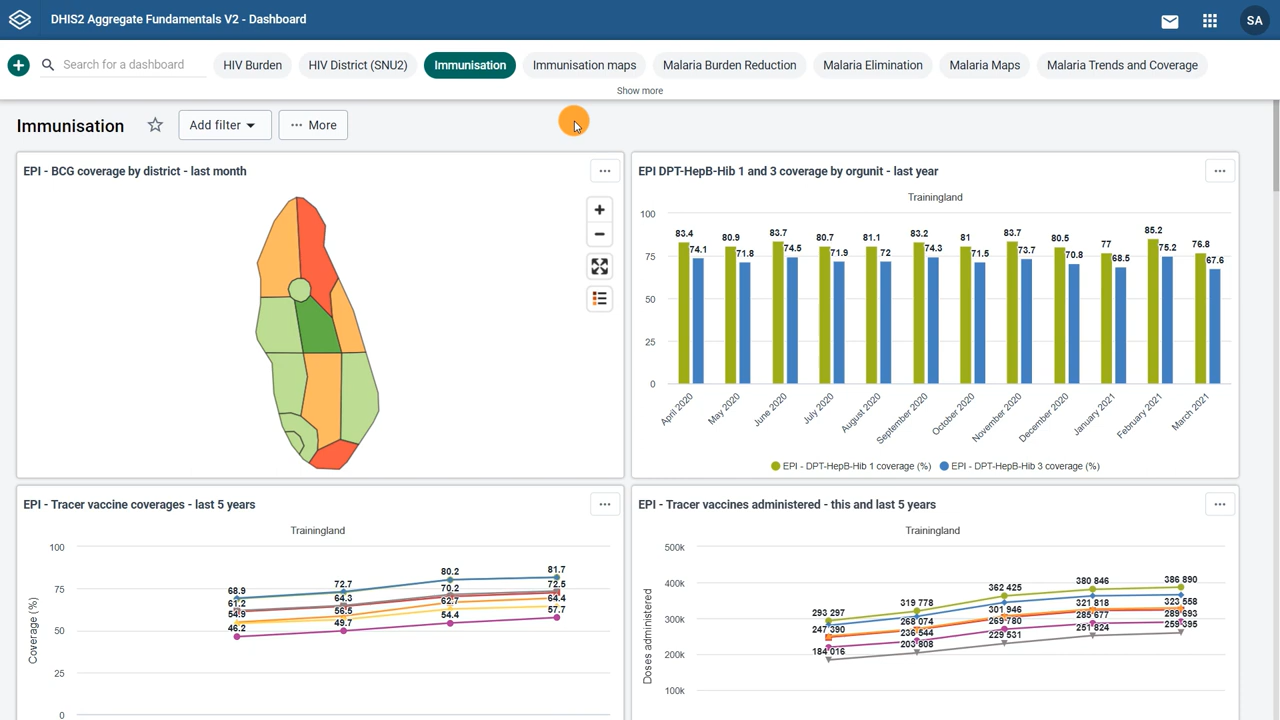 DHIS2 Aggregate Fundamentals V2 - Dashboard
SA
Search for a dashboard
HIV Burden
HIV District (SNU2)
Immunisation
Immunisation maps
Malaria Burden Reduction
Malaria Elimination
Malaria Maps
Malaria Trends and Coverage
Show more
Immunisation
Add filter
More
EPI - BCG coverage by district - last month
EPI DPT-HepB-Hib 1 and 3 coverage by orgunit - last year
Trainingland
100
75
50
25
0
83.4 74.1
80.9 71.8
83.7 74.5
80.7 71.9
81.1 72
83.2 74.3
81 71.5
83.7 73.7
80.5 70.8
77 68.5
85.2 75.2
76.8 67.6
April 2020
May 2020
June 2020
July 2020
August 2020
September 2020
October 2020
November 2020
December 2020
January 2021
February 2021
March 2021
EPI - DPT-HepB-Hib 1 coverage (%)
EPI - DPT-HepB-Hib 3 coverage (%)
EPI - Tracer vaccine coverages - last 5 years
Trainingland
Coverage (%)
100
75
50
25
0
68.9
61.2
54.9
46.2
72.7
64.3
56.5
49.7
80.2
70.2
62.7
54.4
81.7
72.5
64.4
57.7
EPI - Tracer vaccines administered - this and last 5 years
Trainingland
Doses administered
500k
400k
300k
200k
100k
293 297
247 390
184 016
319 778
268 074
236 544
203 808
362 425
301 946
269 780
229 531
380 846
321 818
285 677
251 824
386 890
323 558
289 693
259 395